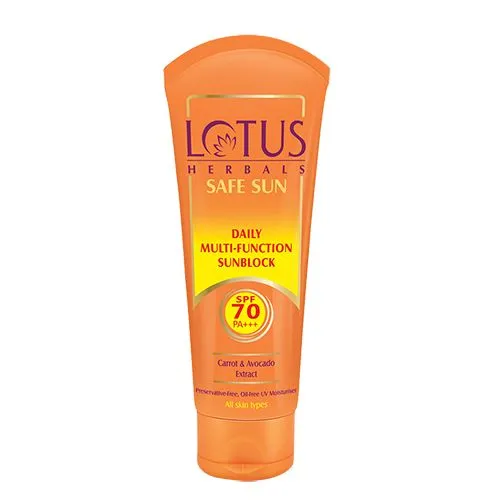 LOTUS
HERBALS
SAFE SUN
DAILY
MULTI-FUNCTION
SUNBLOCK
SPF
70
PA+++
Carrot & Avocado
Extract
Preservative-Free, Oil-Free UV Moisturiser
All skin types